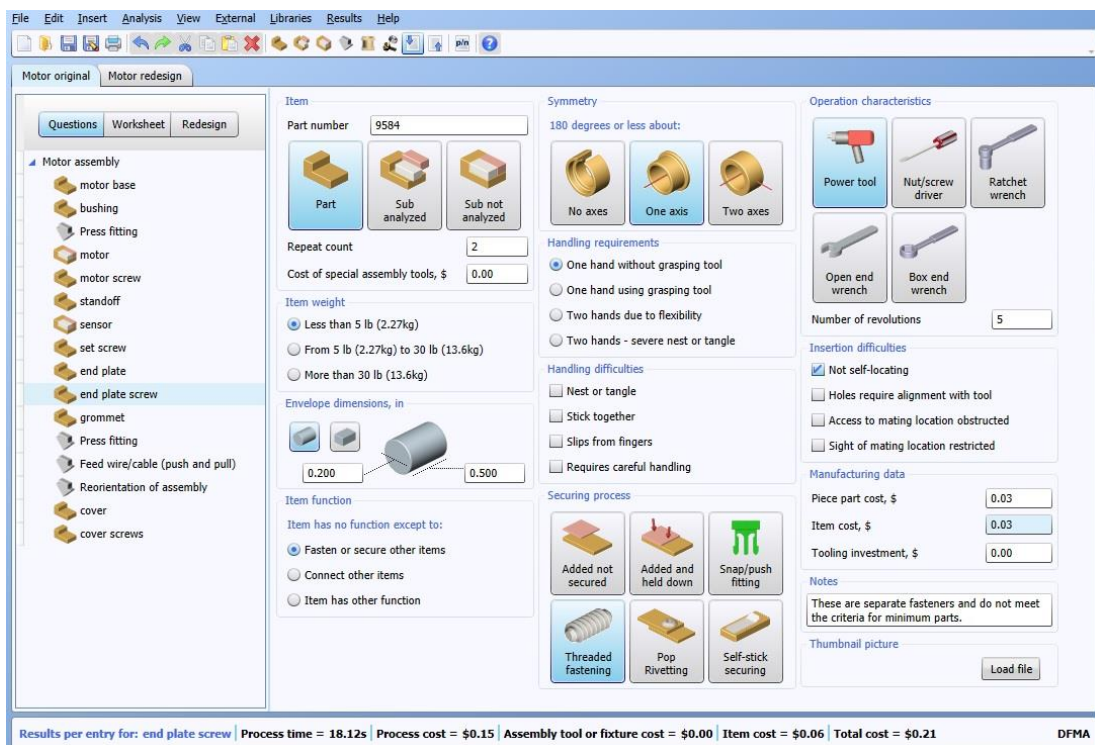 File Edit Insert Analysis View External Libraries Results Help
p/n
Motor original Motor redesign
Questions Worksheet Redesign
Motor assembly
motor base
bushing
Press fitting
motor
motor screw
standoff
sensor
set screw
end plate
end plate screw
grommet
Press fitting
Feed wire/cable (push and pull)
Reorientation of assembly
cover
cover screws
Item
Part number 9584
Part
Sub
analyzed
Sub not
analyzed
Repeat count 2
Cost of special assembly tools, $ 0.00
Item weight
Less than 5 lb (2.27kg)
From 5 lb (2.27kg) to 30 lb (13.6kg)
More than 30 lb (13.6kg)
Envelope dimensions, in
0.200 0.500
Item function
Item has no function except to:
Fasten or secure other items
Connect other items
Item has other function
Symmetry
180 degrees or less about:
No axes One axis Two axes
Handling requirements
One hand without grasping tool
One hand using grasping tool
Two hands due to flexibility
Two hands - severe nest or tangle
Handling difficulties
Nest or tangle
Stick together
Slips from fingers
Requires careful handling
Securing process
Added not
secured
Added and
held down
Snap/push
fitting
Threaded
fastening
Pop
Rivetting
Self-stick
securing
Operation characteristics
Power tool
Nut/screw
driver
Ratchet
wrench
Open end
wrench
Box end
wrench
Number of revolutions 5
Insertion difficulties
Not self-locating
Holes require alignment with tool
Access to mating location obstructed
Sight of mating location restricted
Manufacturing data
Piece part cost, $ 0.03
Item cost, $ 0.03
Tooling investment, $ 0.00
Notes
These are separate fasteners and do not meet
the criteria for minimum parts.
Thumbnail picture
Load file
Results per entry for: end plate screw Process time = 18.12s Process cost = $0.15 Assembly tool or fixture cost = $0.00 Item cost = $0.06 Total cost = $0.21 DFMA